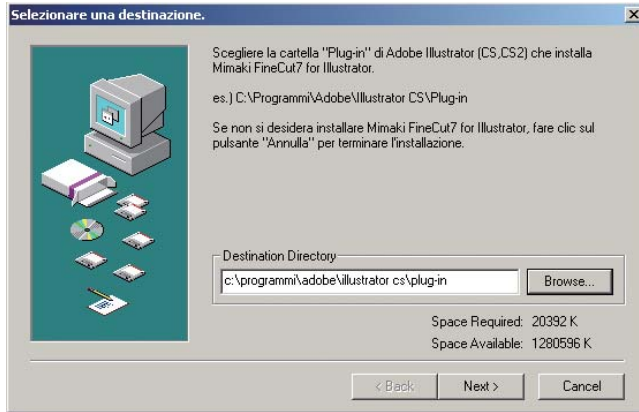 Selezionare una destinazione.
Scegliere la cartella "Plug-in" di Adobe Illustrator (CS,CS2) che installa
Mimaki FineCut7 for Illustrator.
es.) C:\Programmi\Adobe\Illustrator CS\Plug-in
Se non si desidera installare Mimaki FineCut7 for Illustrator, fare clic sul
pulsante "Annulla" per terminare l'installazione.
Destination Directory
c:\programmi\adobe\illustrator cs\plug-in
Browse...
Space Required: 20392 K
Space Available: 1280596 K
< Back
Next >
Cancel